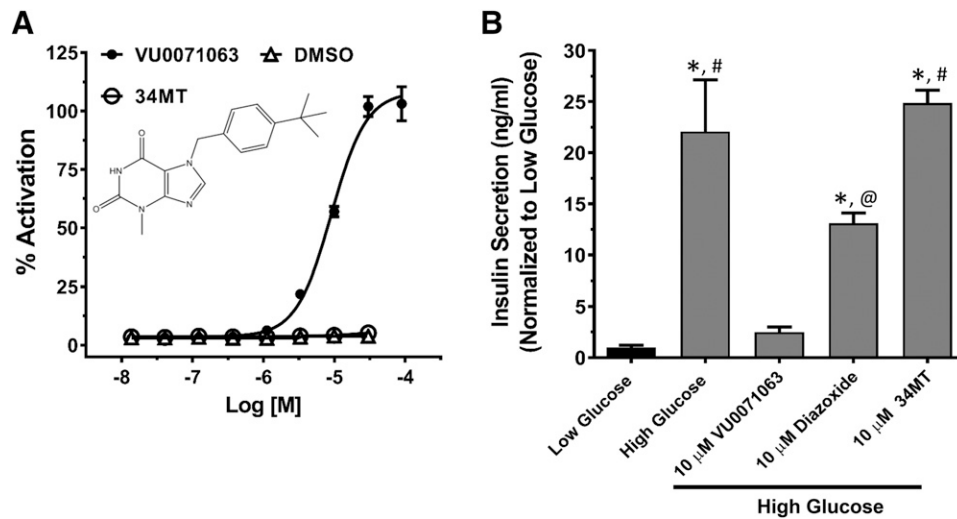 A
VU0071063 DMSO
34MT
125
100
75
50
25
0
% Activation
-8 -7 -6 -5 -4
Log [M]
O
HN
O
N
N
N
B
30
25
20
15
10
5
0
Insulin Secretion (ng/ml)
(Normalized to Low Glucose)
*, #
*, @
*, #
Low Glucose
High Glucose
10 μM VU0071063
10 μM Diazoxide
10 μM 34MT
High Glucose